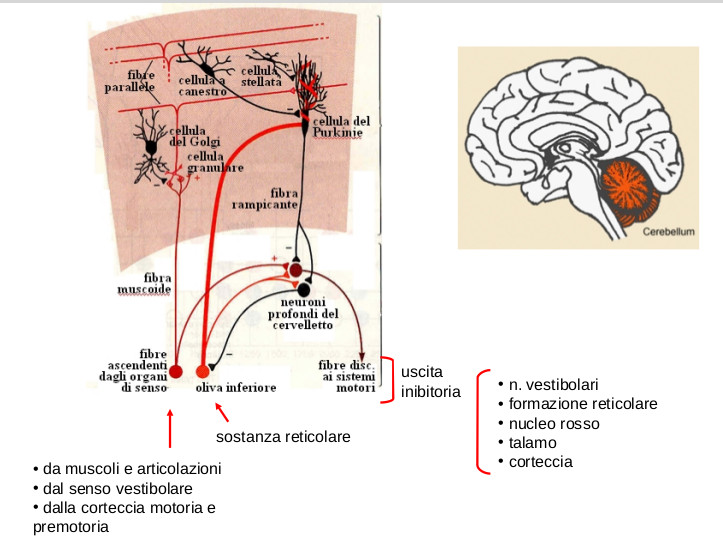 fibre
parallele
cellula a
canestro
cellula
stellata
cellula del
Purkinje
cellula
del Golgi
cellula
granulare
fibra
rampicante
fibra
muscoide
neuroni
profondi del
cervelletto
fibre
ascendenti
dagli organi
di senso
oliva inferiore
fibre disc.
ai sistemi
motori
Cerebellum
uscita
inibitoria
• n. vestibolari
• formazione reticolare
• nucleo rosso
• talamo
• corteccia
sostanza reticolare
• da muscoli e articolazioni
• dal senso vestibolare
• dalla corteccia motoria e
premotoria